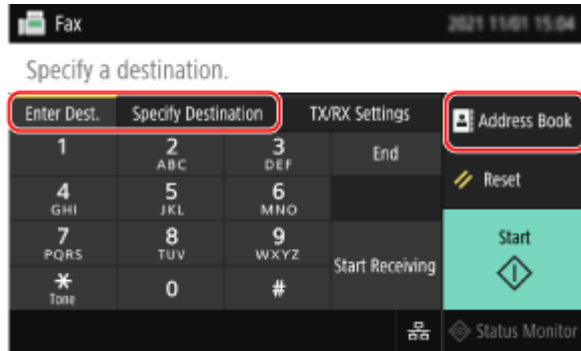 Fax 2021 11/01 15:04
Specify a destination.
Enter Dest. Specify Destination TX/RX Settings Address Book
1 2 3 End
ABC DEF
Reset
4 5 6
GHI JKL MNO
7 8 9 Start
PQRS TUV WXYZ
Start Receiving
* 0 #
Tone
Status Monitor